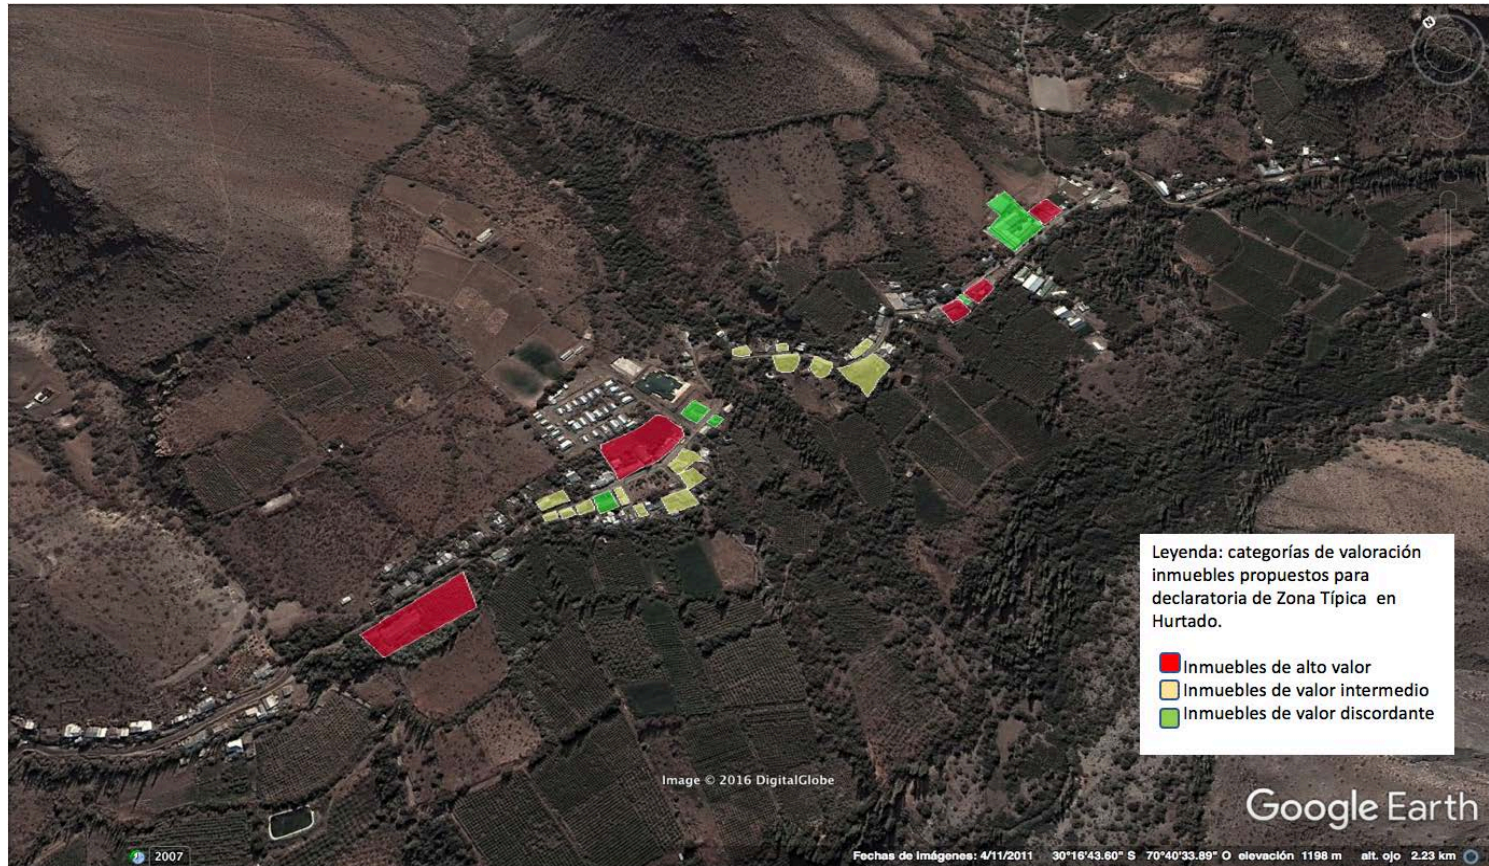 N
Leyenda: categorías de valoración
inmuebles propuestos para
declaratoria de Zona Típica en
Hurtado.
Inmuebles de alto valor
Inmuebles de valor intermedio
Inmuebles de valor discordante
Image © 2016 DigitalGlobe
Google Earth
2007
Fechas de imágenes: 4/11/2011 30°16'43.60" S 70°40'33.89" O elevación 1198 m alt. ojo 2.23 km